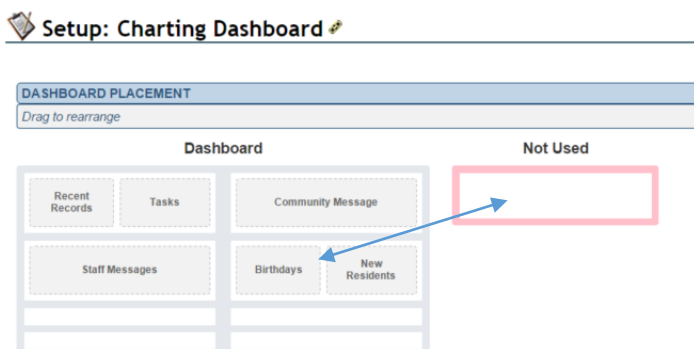 Setup: Charting Dashboard
DASHBOARD PLACEMENT
Drag to rearrange
Dashboard
Not Used
Recent
Records
Tasks
Community Message
Staff Messages
Birthdays
New
Residents